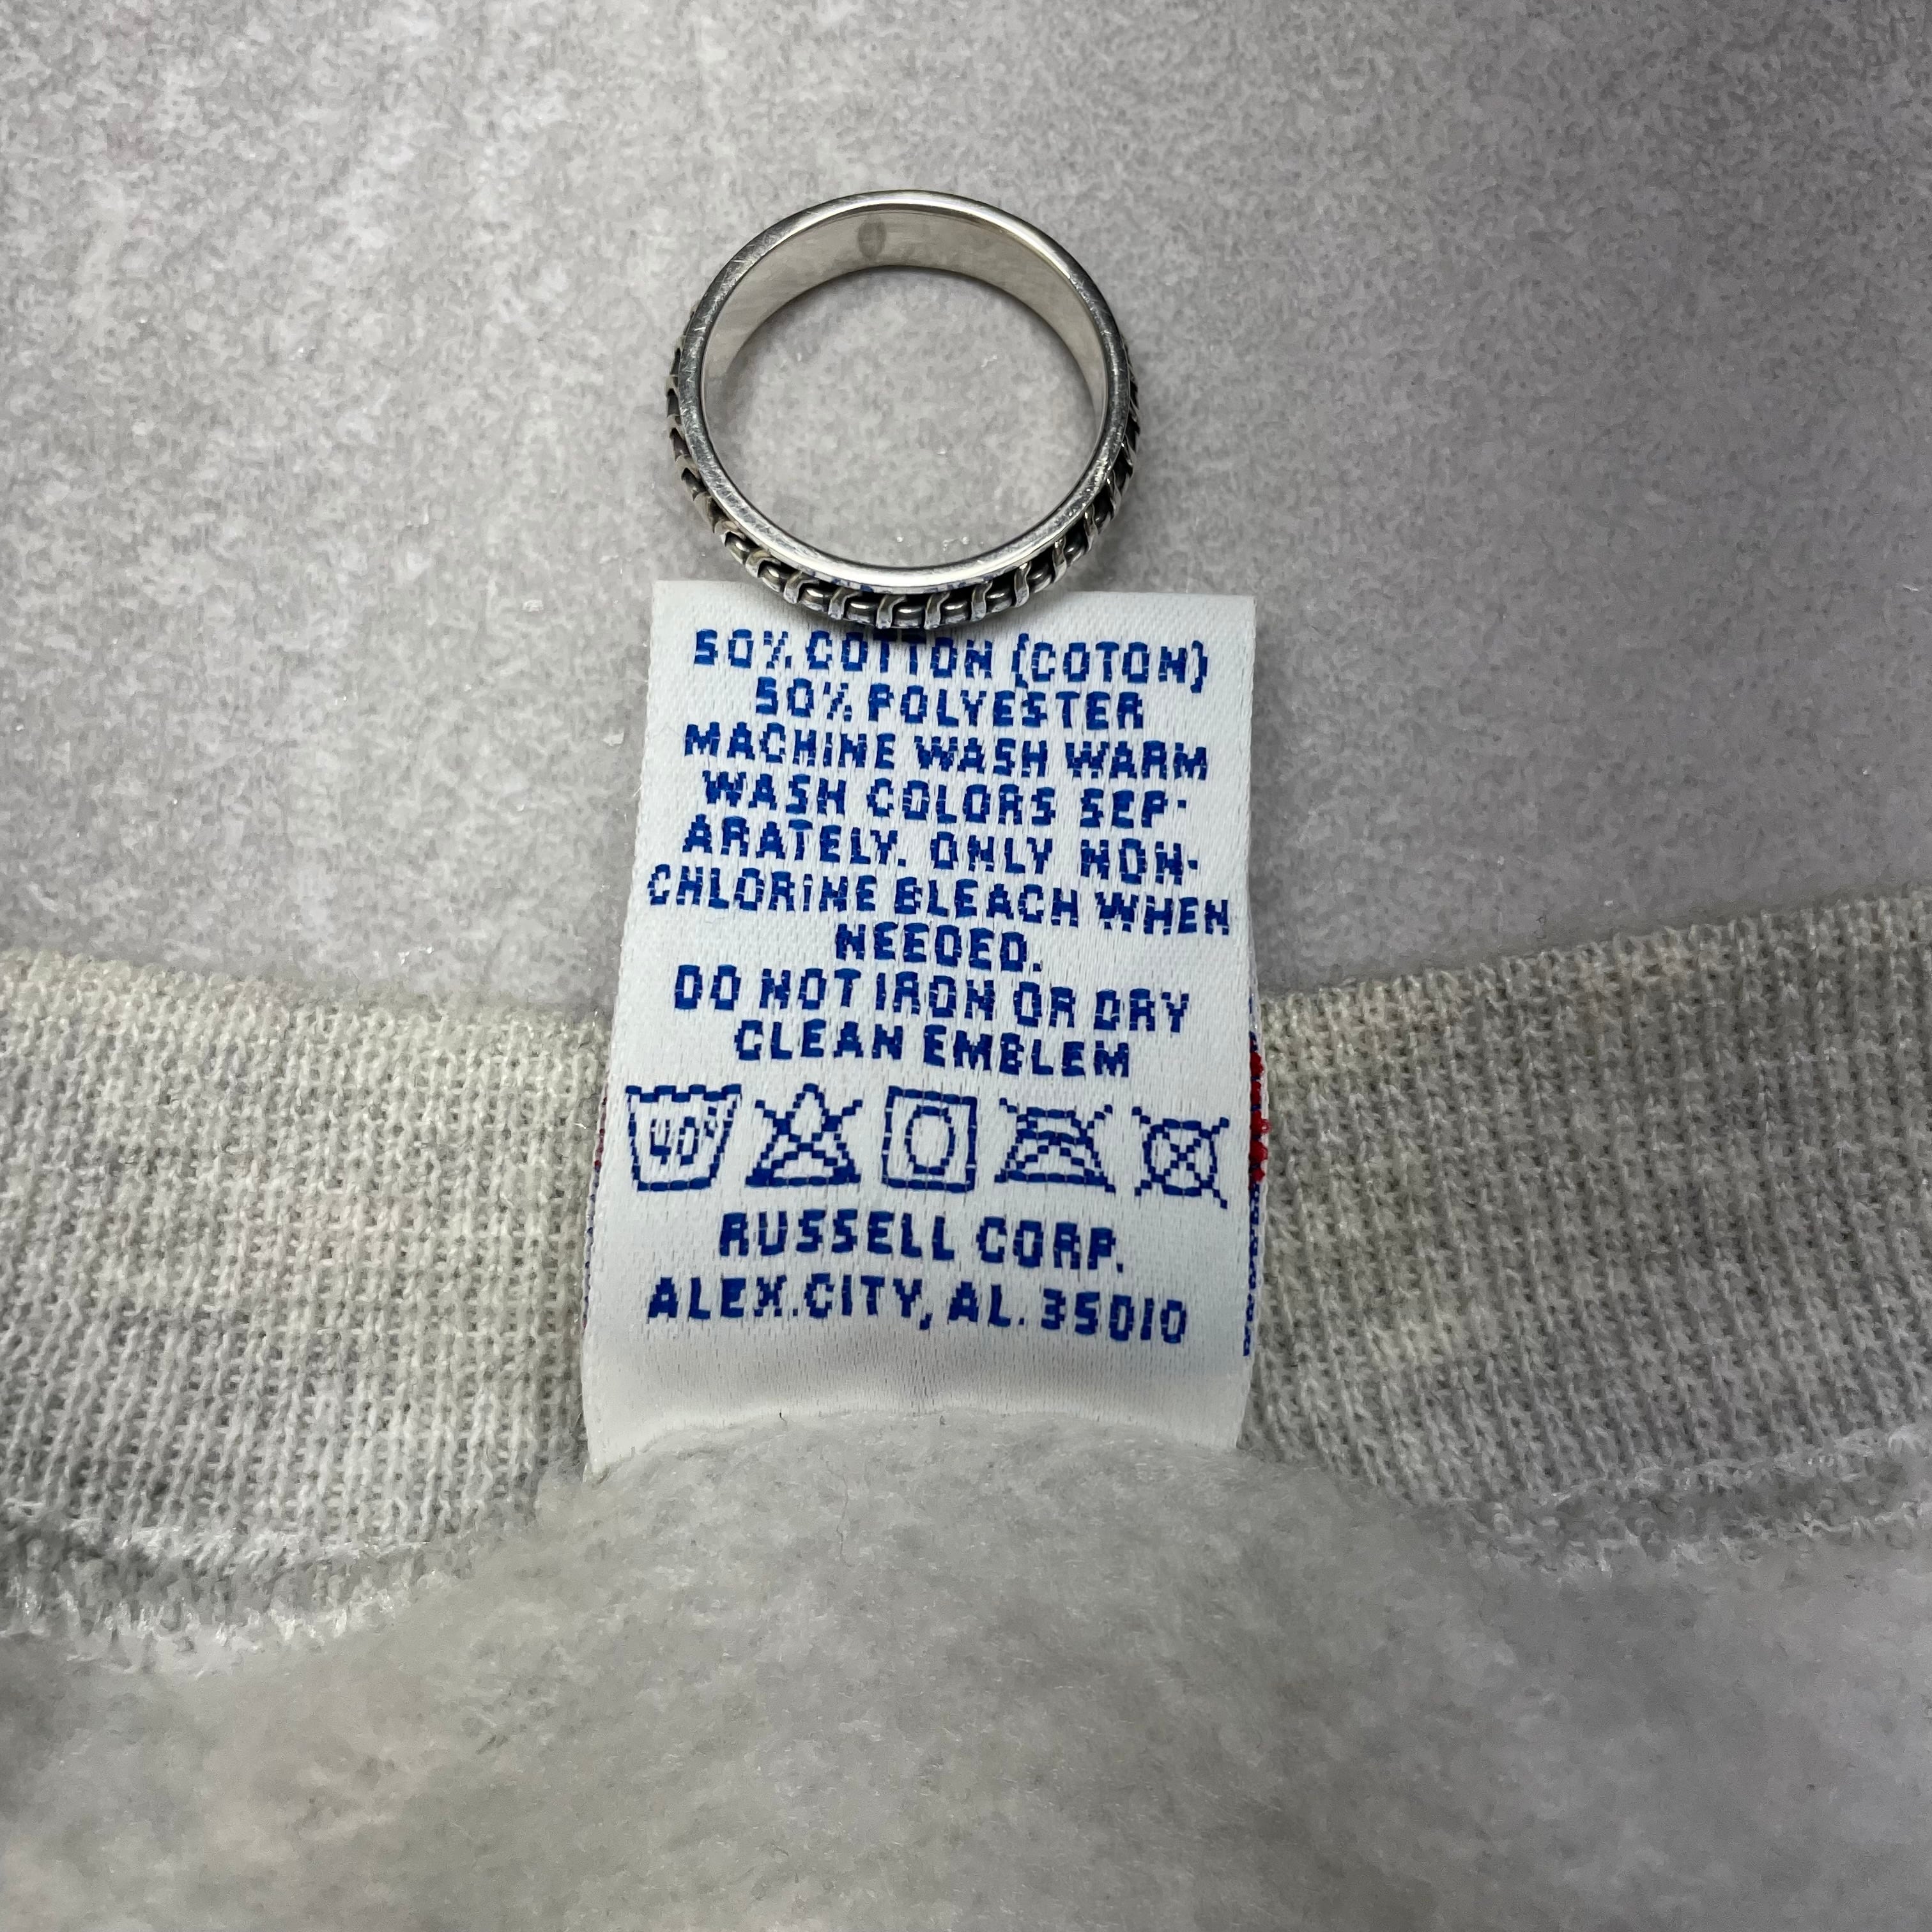 50% COTTON (COTON)
50% POLYESTER
MACHINE WASH WARM
WASH COLORS SEP-
ARATELY. ONLY NON-
CHLORINE BLEACH WHEN
NEEDED.
DO NOT IRON OR DRY
CLEAN EMBLEM
40°
RUSSELL CORP.
ALEX.CITY, AL. 35010